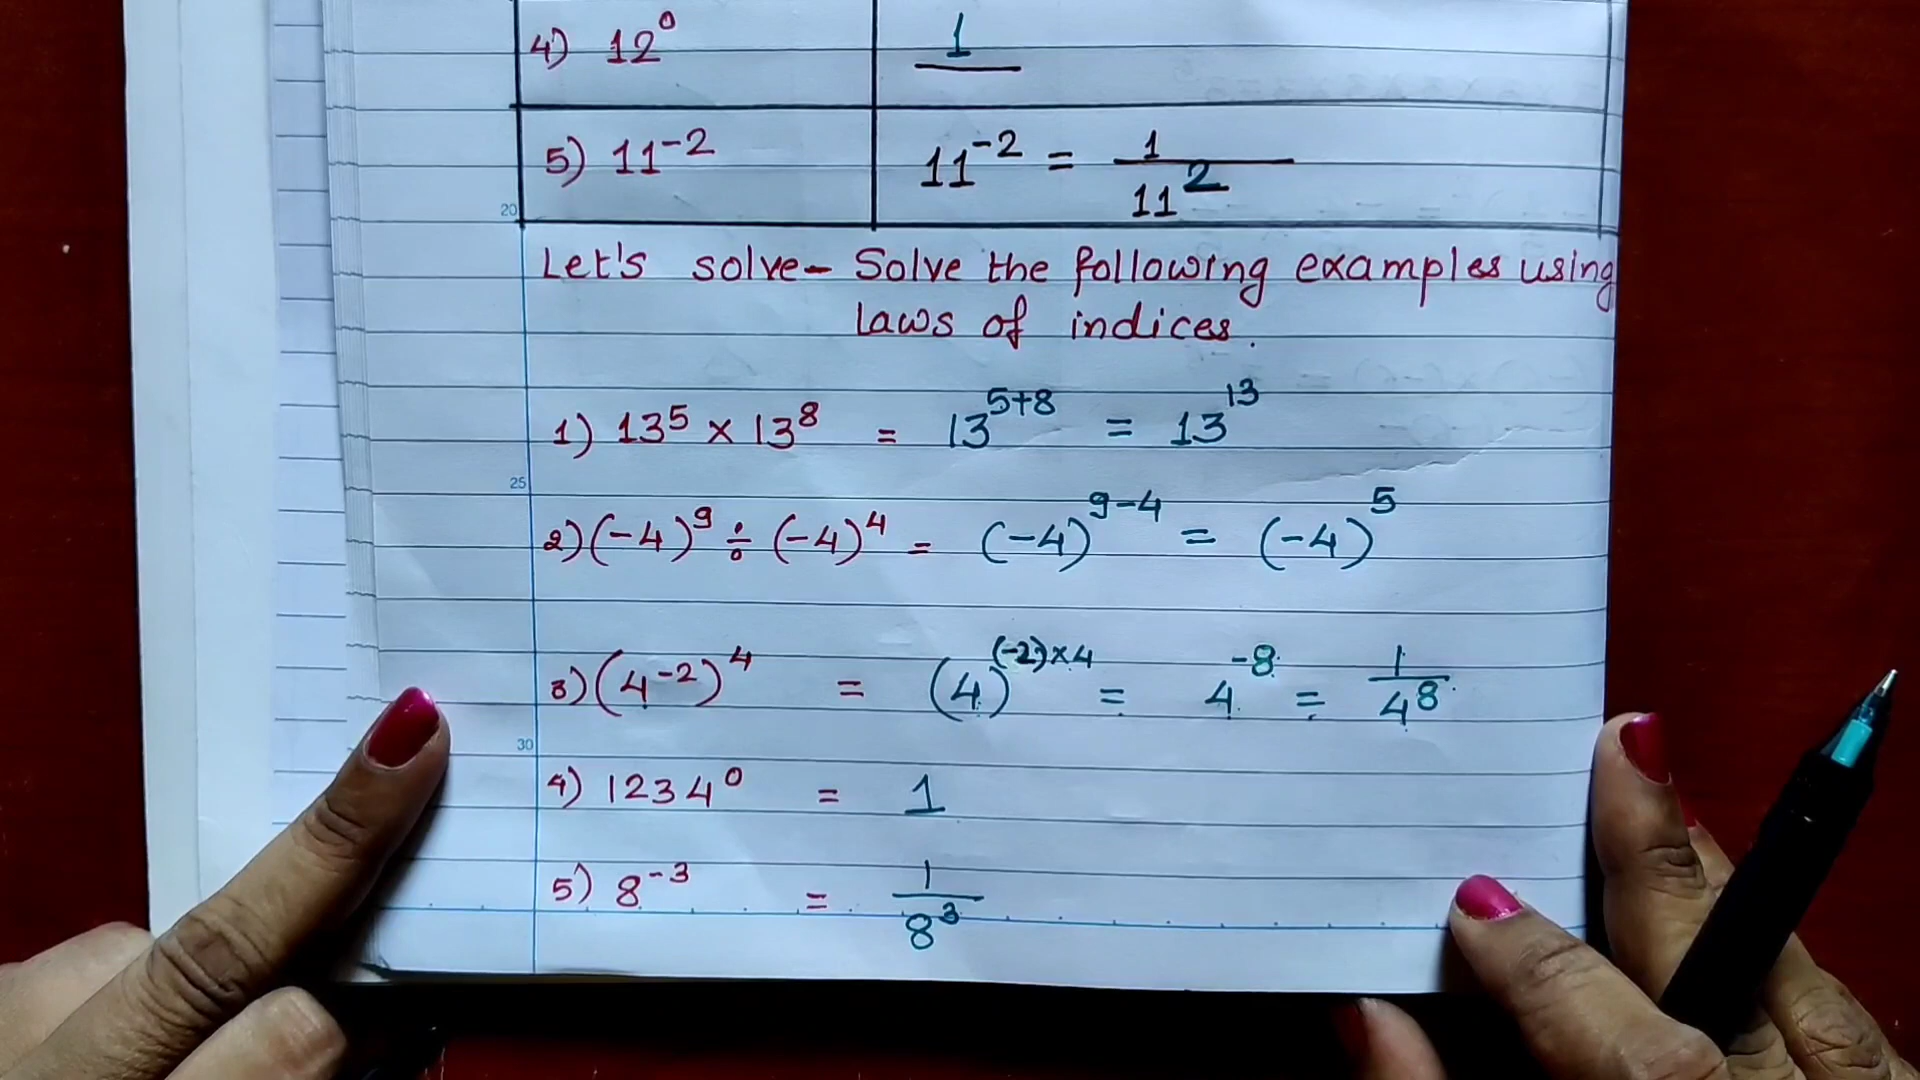 4) 12⁰ 1
5) 11⁻² 11⁻² = 1/11²
20
Let's solve- Solve the following examples using
laws of indices.
1) 13⁵ × 13⁸ = 13⁵⁺⁸ = 13¹³
25
2) (-4)⁹ ÷ (-4)⁴ = (-4)⁹⁻⁴ = (-4)⁵
3) (4⁻²)⁴ = (4)⁽⁻²⁾ˣ⁴ = 4⁻⁸ = 1/4⁸
30
4) 1234⁰ = 1
5) 8⁻³ = 1/8³